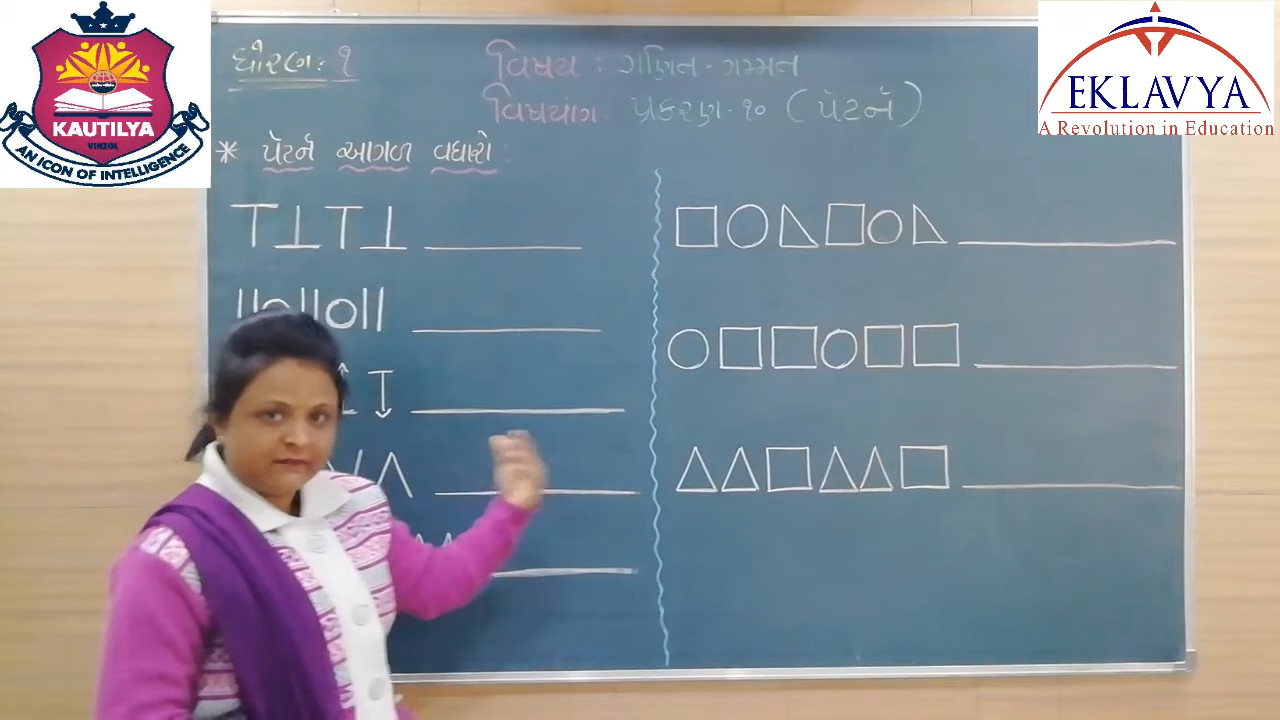 KAUTILYA
VINZOL
AN ICON OF INTELLIGENCE
EKLAVYA
A Revolution in Education
ધોરણ: ૧
વિષય : ગણિત-ગમ્મત
વિષયાંગ: પ્રકરણ-૧૦ (પેટર્ન)
* પેટર્ન આગળ વધારો: